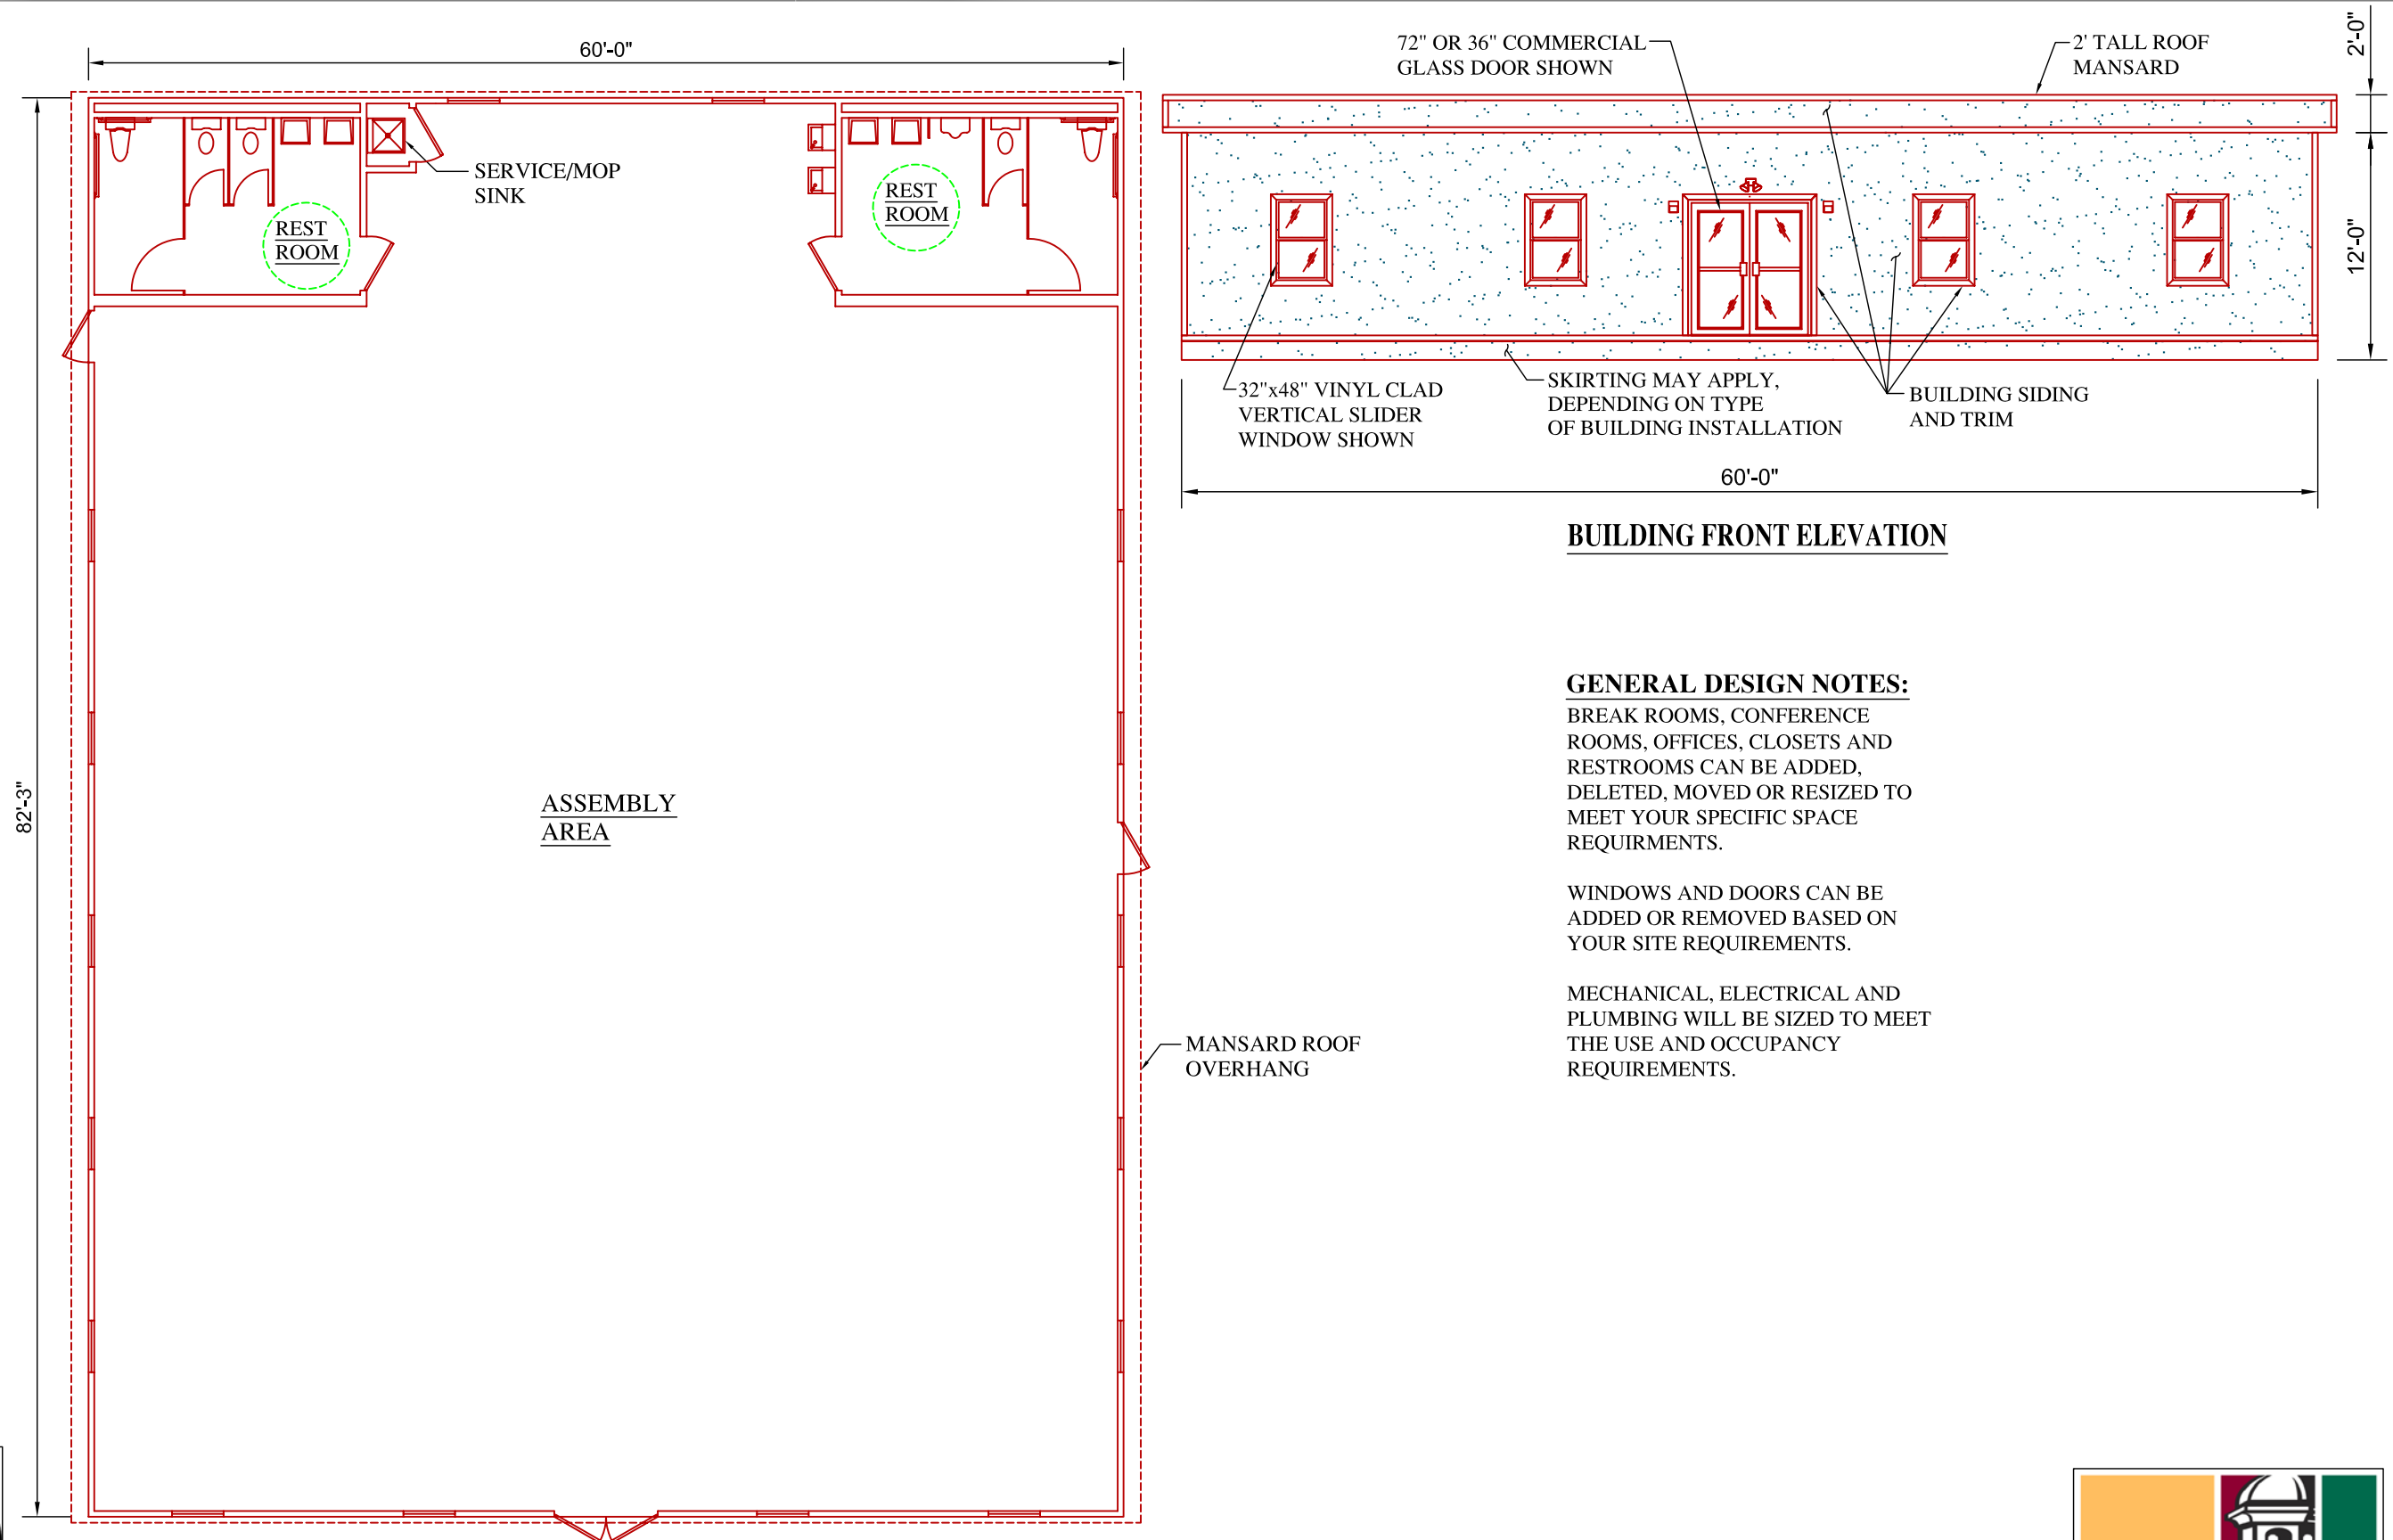 60'-0"
82'-3"
SERVICE/MOP
SINK
REST
ROOM
REST
ROOM
ASSEMBLY
AREA
MANSARD ROOF
OVERHANG
72" OR 36" COMMERCIAL
GLASS DOOR SHOWN
2' TALL ROOF
MANSARD
2'-0"
12'-0"
32"x48" VINYL CLAD
VERTICAL SLIDER
WINDOW SHOWN
SKIRTING MAY APPLY,
DEPENDING ON TYPE
OF BUILDING INSTALLATION
BUILDING SIDING
AND TRIM
60'-0"
BUILDING FRONT ELEVATION
GENERAL DESIGN NOTES:
BREAK ROOMS, CONFERENCE
ROOMS, OFFICES, CLOSETS AND
RESTROOMS CAN BE ADDED,
DELETED, MOVED OR RESIZED TO
MEET YOUR SPECIFIC SPACE
REQUIRMENTS.
WINDOWS AND DOORS CAN BE
ADDED OR REMOVED BASED ON
YOUR SITE REQUIREMENTS.
MECHANICAL, ELECTRICAL AND
PLUMBING WILL BE SIZED TO MEET
THE USE AND OCCUPANCY
REQUIREMENTS.